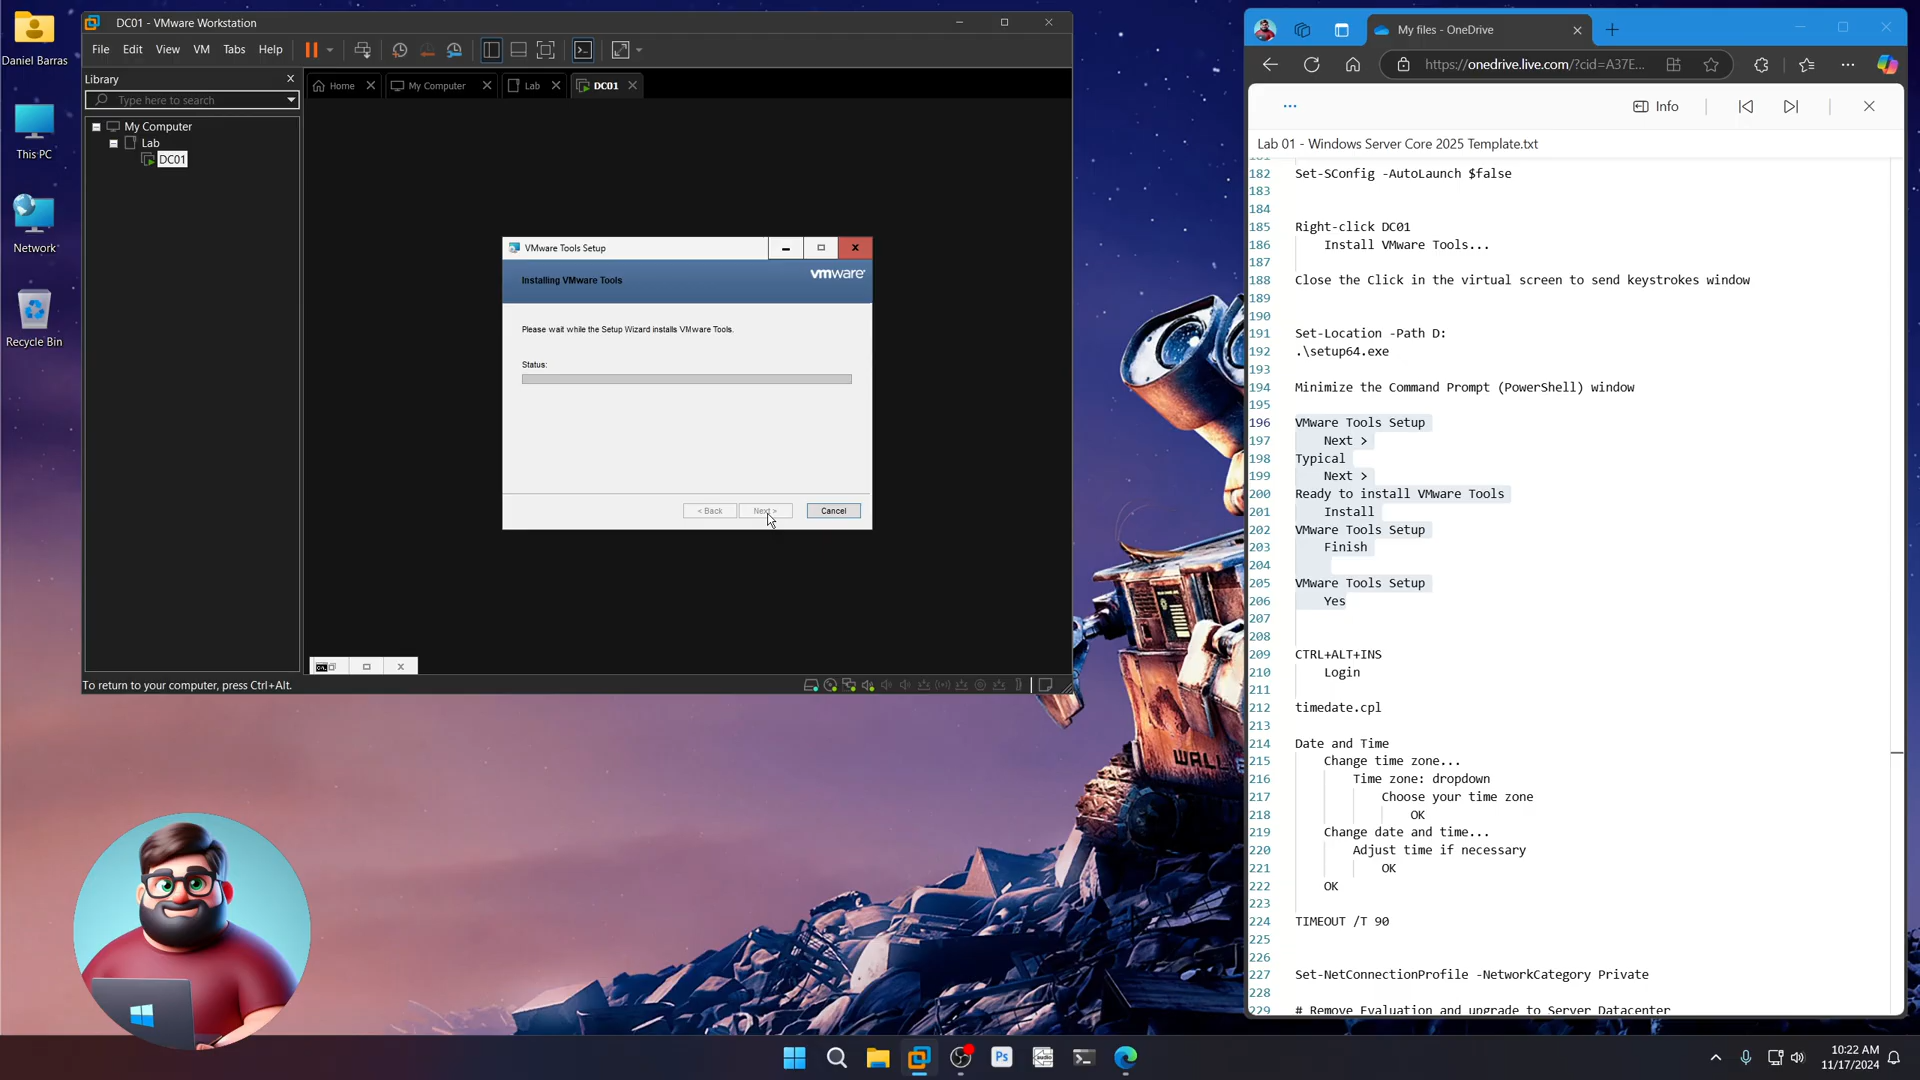 Daniel Barras
This PC
Network
Recycle Bin
DC01 - VMware Workstation
File Edit View VM Tabs Help
Library
Type here to search
My Computer
Lab
DC01
Home
My Computer
Lab
DC01
VMware Tools Setup
Installing VMware Tools
vmware
Please wait while the Setup Wizard installs VMware Tools.
Status:
< Back
Next >
Cancel
To return to your computer, press Ctrl+Alt.
My files - OneDrive
https://onedrive.live.com/?cid=A37E...
Info
Lab 01 - Windows Server Core 2025 Template.txt
182 Set-SConfig -AutoLaunch $false
183
184
185 Right-click DC01
186 Install VMware Tools...
187
188 Close the Click in the virtual screen to send keystrokes window
189
190
191 Set-Location -Path D:
192 .\setup64.exe
193
194 Minimize the Command Prompt (PowerShell) window
195
196 VMware Tools Setup
197 Next >
198 Typical
199 Next >
200 Ready to install VMware Tools
201 Install
202 VMware Tools Setup
203 Finish
204
205 VMware Tools Setup
206 Yes
207
208
209 CTRL+ALT+INS
210 Login
211
212 timedate.cpl
213
214 Date and Time
215 Change time zone...
216 Time zone: dropdown
217 Choose your time zone
218 OK
219 Change date and time...
220 Adjust time if necessary
221 OK
222 OK
223
224 TIMEOUT /T 90
225
226
227 Set-NetConnectionProfile -NetworkCategory Private
228
229 # Remove Evaluation and upgrade to Server Datacenter
WALL
Ps
10:22 AM
11/17/2024